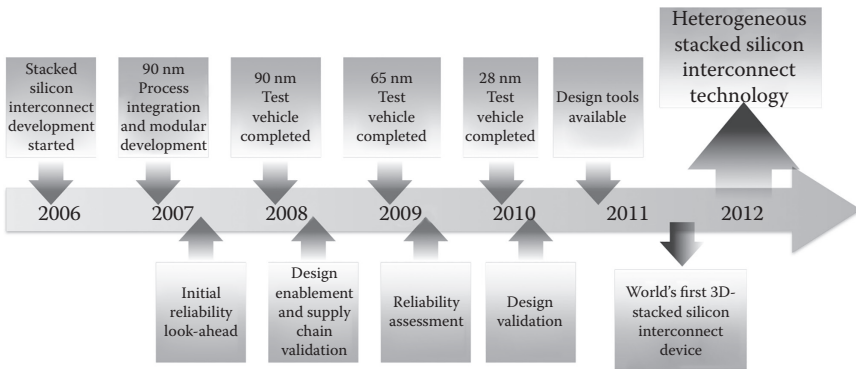 Stacked
silicon
interconnect
development
started
90 nm
Process
integration
and modular
development
90 nm
Test
vehicle
completed
65 nm
Test
vehicle
completed
28 nm
Test
vehicle
completed
Design tools
available
Heterogeneous
stacked silicon
interconnect
technology
2006
2007
2008
2009
2010
2011
2012
Initial
reliability
look-ahead
Design
enablement
and supply
chain
validation
Reliability
assessment
Design
validation
World's first 3D-
stacked silicon
interconnect
device